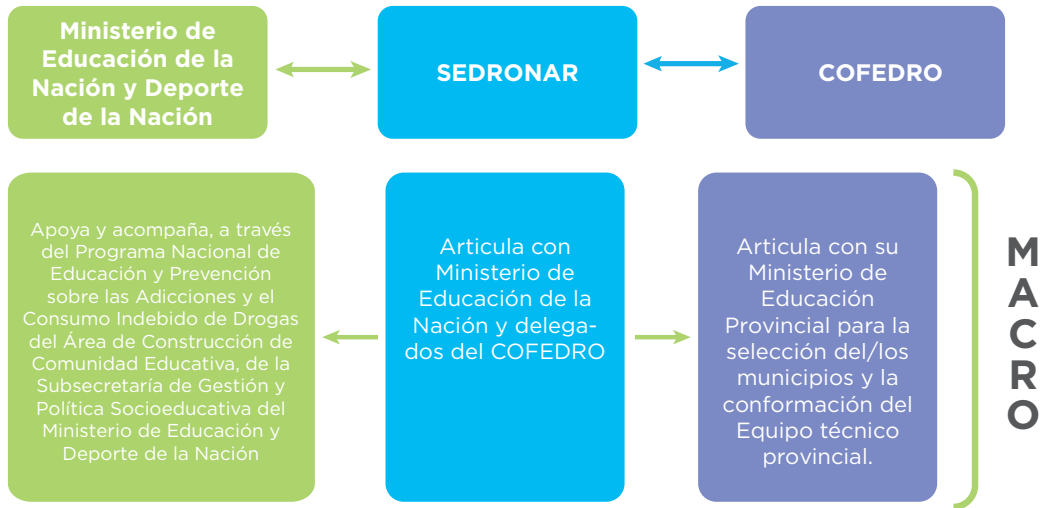 Ministerio de
Educación de la
Nación y Deporte
de la Nación
SEDRONAR
COFEDRO
Apoya y acompaña, a través
del Programa Nacional de
Educación y Prevención
sobre las Adicciones y el
Consumo Indebido de Drogas
del Área de Construcción de
Comunidad Educativa, de la
Subsecretaría de Gestión y
Política Socioeducativa del
Ministerio de Educación y
Deporte de la Nación
Articula con
Ministerio de
Educación de la
Nación y delega-
dos del COFEDRO
Articula con su
Ministerio de
Educación
Provincial para la
selección del/los
municipios y la
conformación del
Equipo técnico
provincial.
M
A
C
R
O